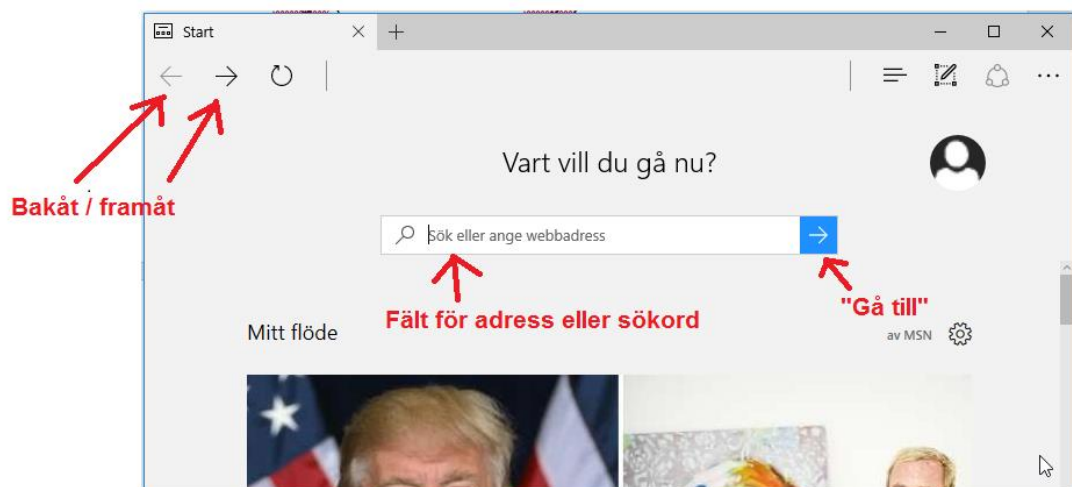 Start
Bakåt / framåt
Vart vill du gå nu?
Sök eller ange webbadress
Fält för adress eller sökord
"Gå till"
Mitt flöde
av MSN